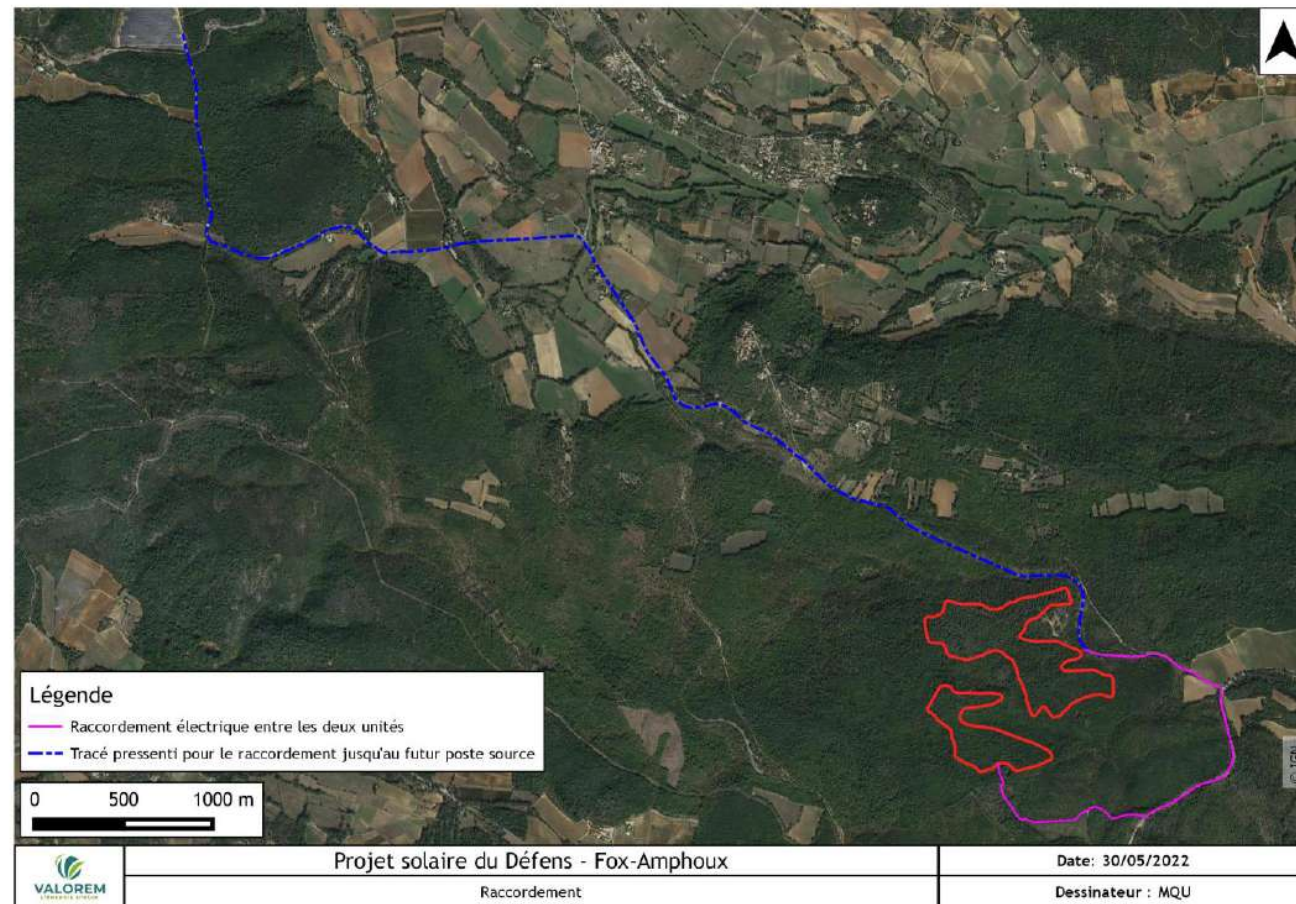 © IGN
Légende
Raccordement électrique entre les deux unités
Tracé pressenti pour le raccordement jusqu'au futur poste source
0 500 1000 m
VALOREM
Projet solaire du Défens - Fox-Amphoux
Raccordement
Date: 30/05/2022
Dessinateur : MQU